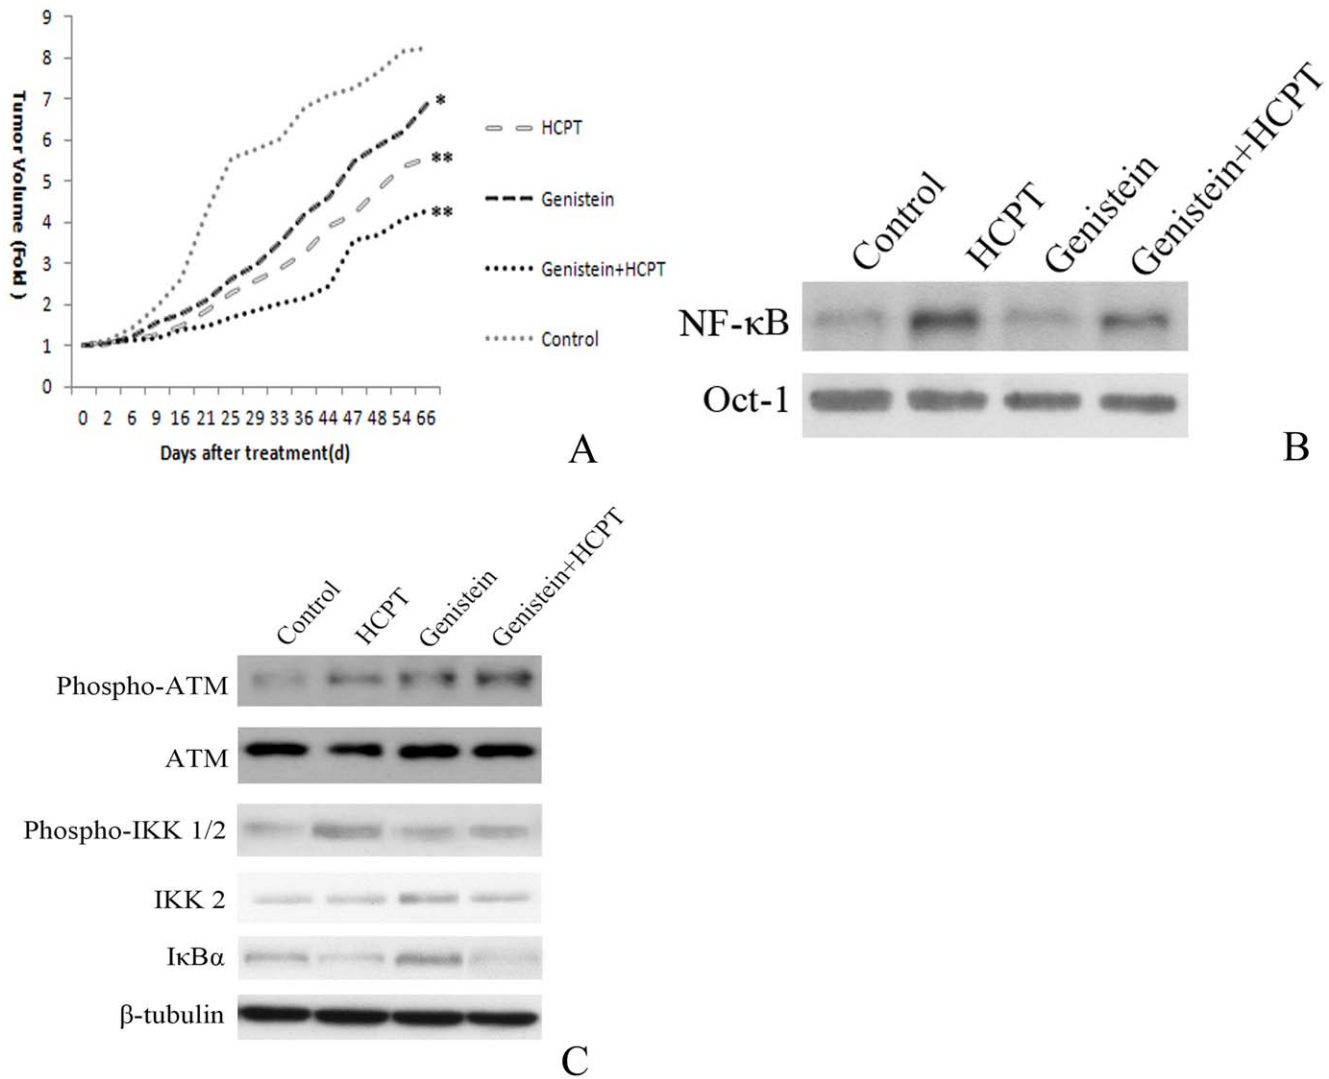 9
8
7
6
5
4
3
2
1
0
Tumor Volume (Fold )
*
**
**
HCPT
Genistein
Genistein+HCPT
Control
0 2 6 9 16 21 25 29 33 36 44 47 48 54 66
Days after treatment(d)
A
Control HCPT Genistein Genistein+HCPT
NF-κB
Oct-1
B
Control HCPT Genistein Genistein+HCPT
Phospho-ATM
ATM
Phospho-IKK 1/2
IKK 2
IκBα
β-tubulin
C